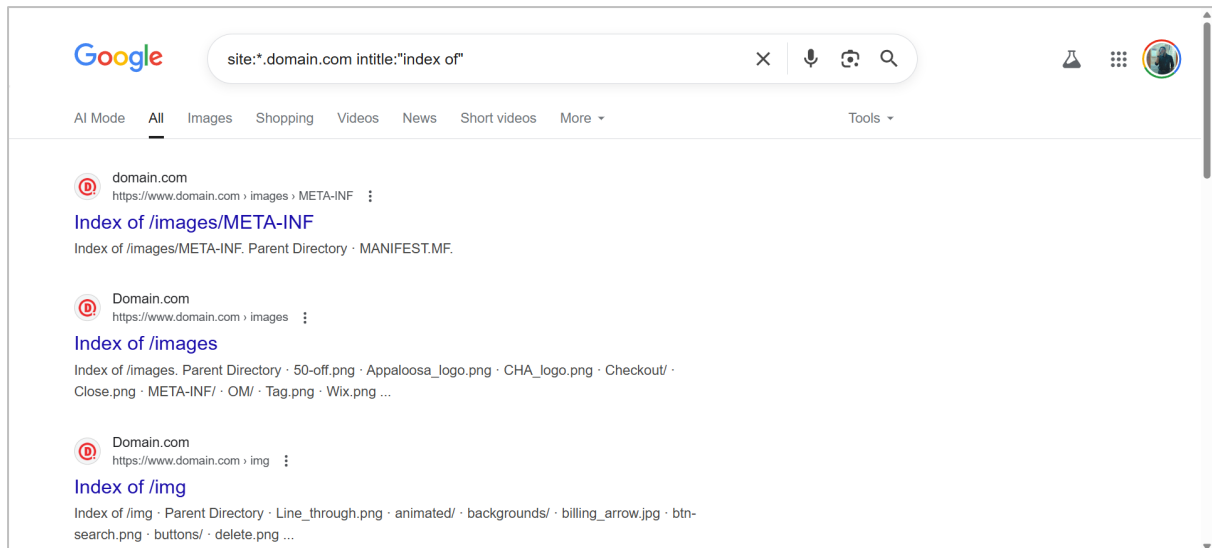 Google
site:*.domain.com intitle:"index of"
AI Mode All Images Shopping Videos News Short videos More Tools
domain.com
https://www.domain.com › images › META-INF
Index of /images/META-INF
Index of /images/META-INF. Parent Directory · MANIFEST.MF.
Domain.com
https://www.domain.com › images
Index of /images
Index of /images. Parent Directory · 50-off.png · Appaloosa_logo.png · CHA_logo.png · Checkout/ ·
Close.png · META-INF/ · OM/ · Tag.png · Wix.png ...
Domain.com
https://www.domain.com › img
Index of /img
Index of /img · Parent Directory · Line_through.png · animated/ · backgrounds/ · billing_arrow.jpg · btn-
search.png · buttons/ · delete.png ...